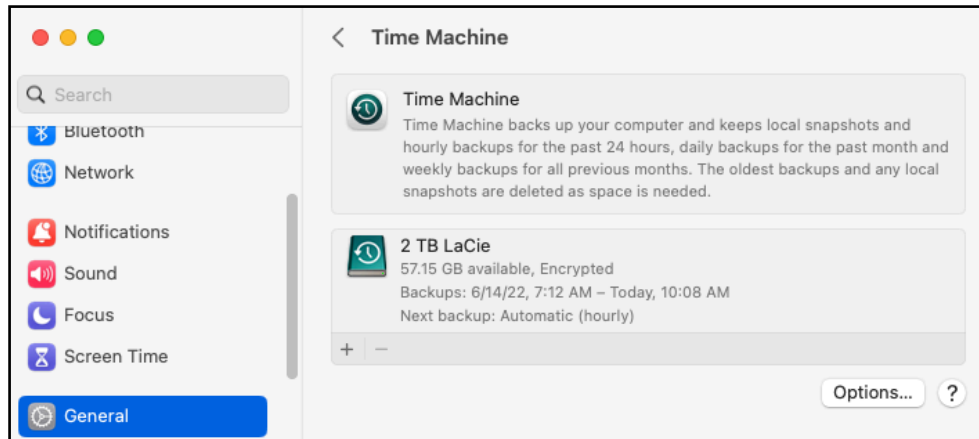 Time Machine
Search
Bluetooth
Network
Notifications
Sound
Focus
Screen Time
General
Time Machine
Time Machine backs up your computer and keeps local snapshots and
hourly backups for the past 24 hours, daily backups for the past month and
weekly backups for all previous months. The oldest backups and any local
snapshots are deleted as space is needed.
2 TB LaCie
57.15 GB available, Encrypted
Backups: 6/14/22, 7:12 AM – Today, 10:08 AM
Next backup: Automatic (hourly)
+ −
Options... ?